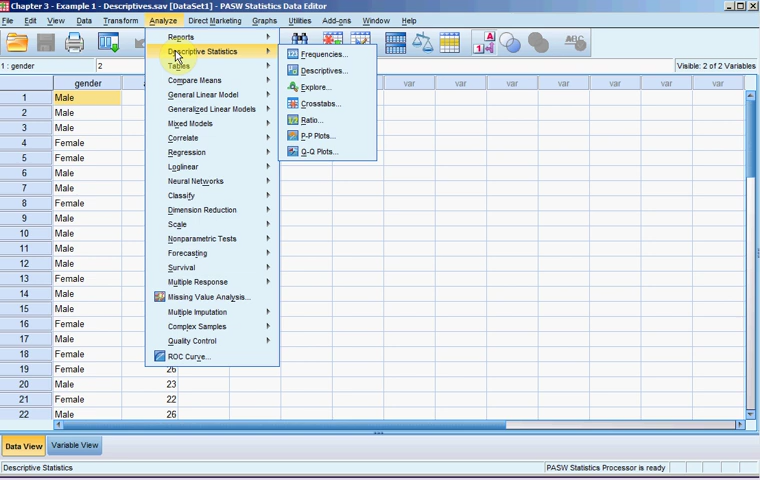 Chapter 3 - Example 1 - Descriptives.sav [DataSet1] - PASW Statistics Data Editor
File Edit View Data Transform Analyze Direct Marketing Graphs Utilities Add-ons Window Help
1 : gender 2 Visible: 2 of 2 Variables
Reports
Descriptive Statistics
Tables
Compare Means
General Linear Model
Generalized Linear Models
Mixed Models
Correlate
Regression
Loglinear
Neural Networks
Classify
Dimension Reduction
Scale
Nonparametric Tests
Forecasting
Survival
Multiple Response
Missing Value Analysis...
Multiple Imputation
Complex Samples
Quality Control
ROC Curve...
Frequencies...
Descriptives...
Explore...
Crosstabs...
Ratio...
P-P Plots...
Q-Q Plots...
gender var var var var var var var
1 Male
2 Male
3 Male
4 Female
5 Female
6 Male
7 Male
8 Female
9 Male
10 Male
11 Male
12 Male
13 Female
14 Male
15 Male
16 Female
17 Male
18 Female
19 Female 26
20 Male 23
21 Female 22
22 Male 26
Data View Variable View
Descriptive Statistics PASW Statistics Processor is ready